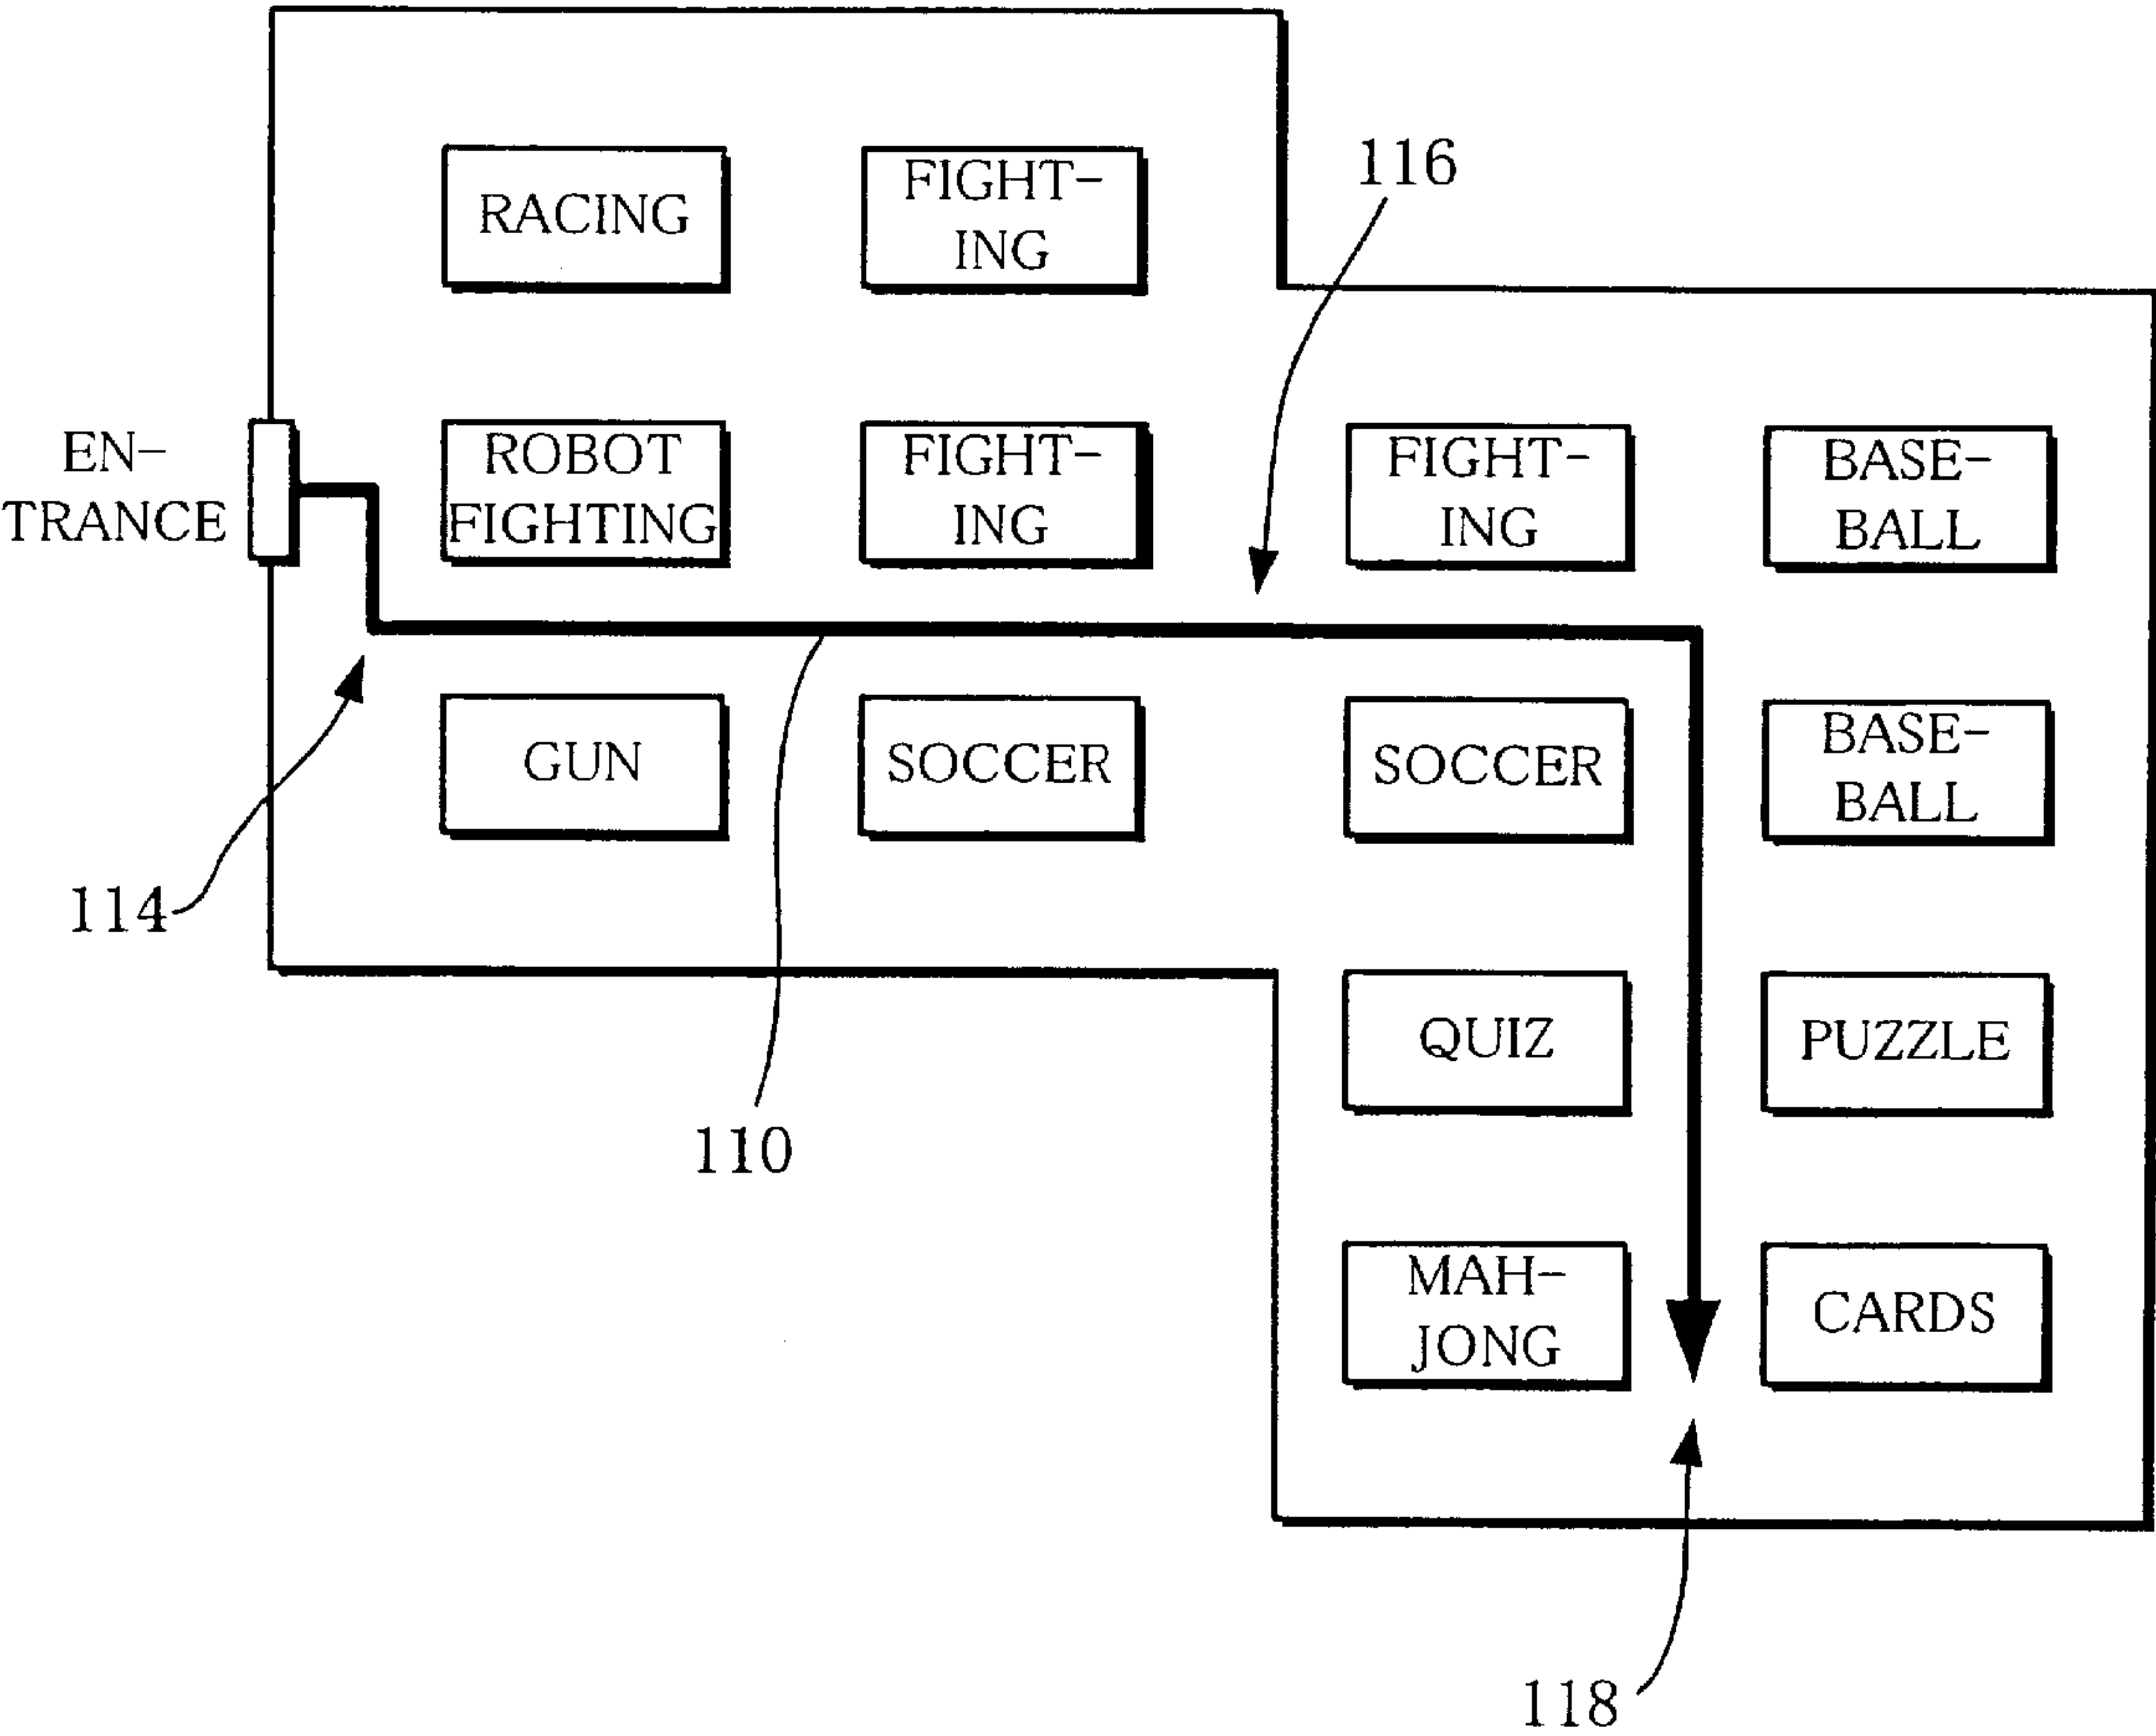 116
RACING
FIGHT-
ING
EN-
TRANCE
ROBOT
FIGHTING
FIGHT-
ING
FIGHT-
ING
BASE-
BALL
GUN
SOCCER
SOCCER
BASE-
BALL
114
110
QUIZ
PUZZLE
MAH-
JONG
CARDS
118